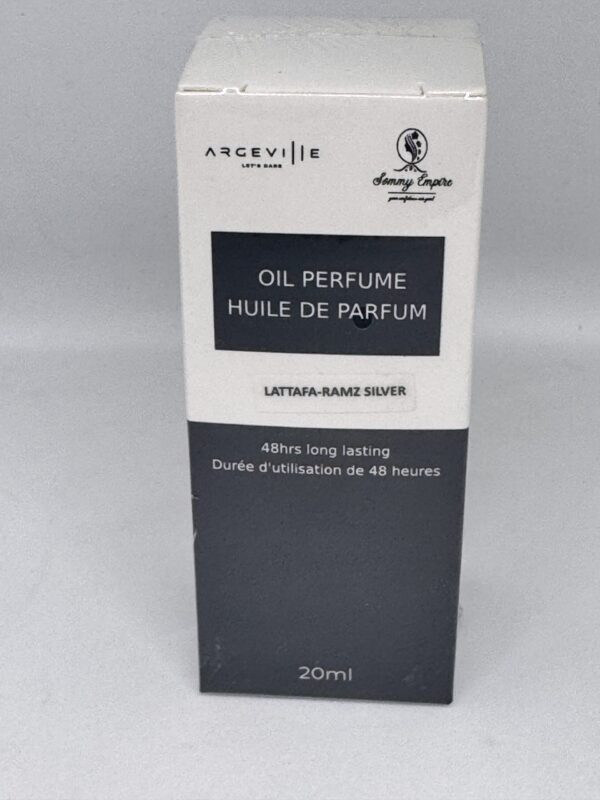 ARGEVILLE
LET'S CARE
Sommy Empire
OIL PERFUME
HUILE DE PARFUM
LATTAFA-RAMZ SILVER
48hrs long lasting
Durée d'utilisation de 48 heures
20ml